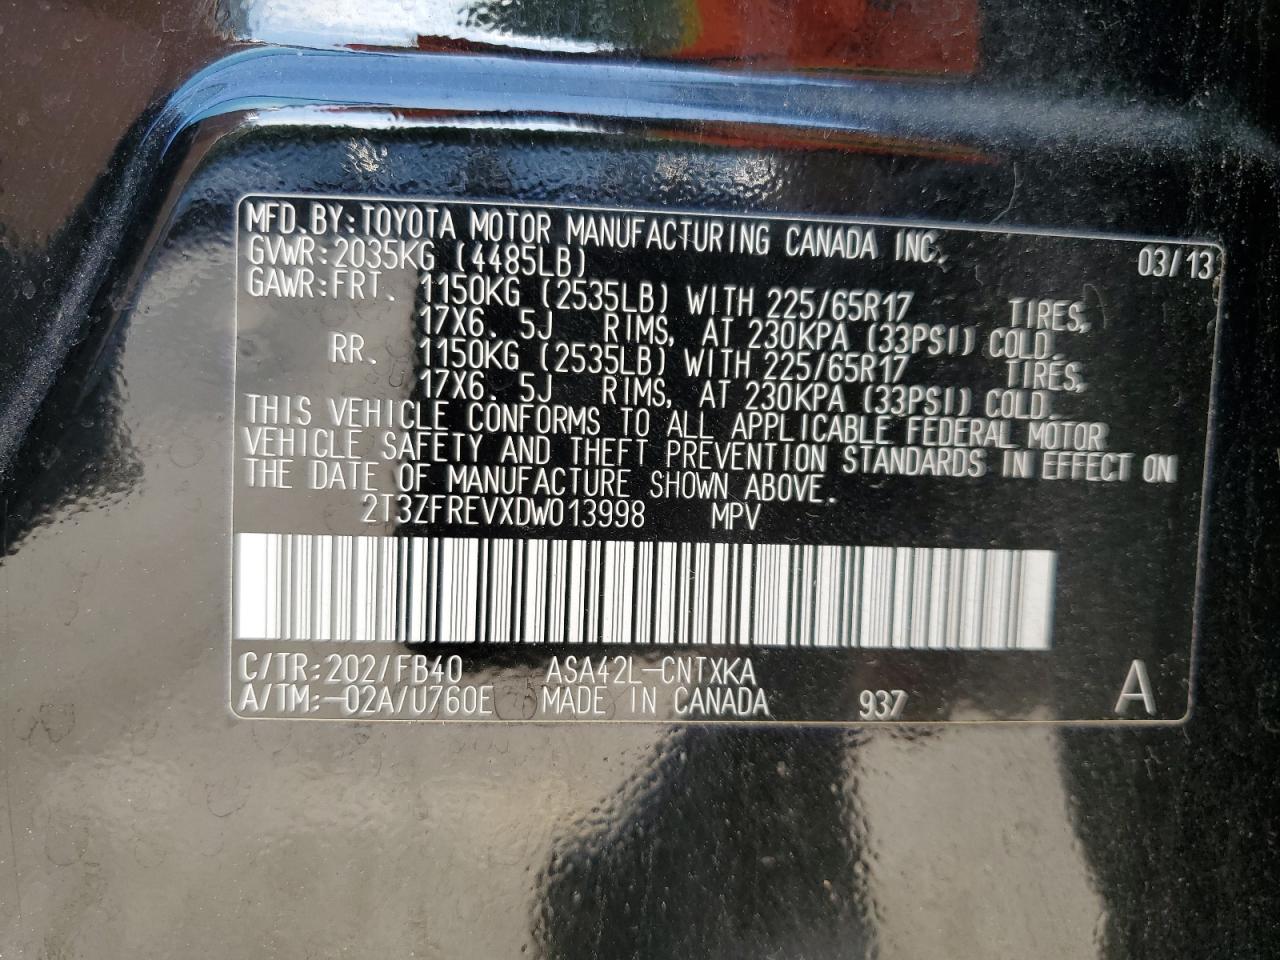 MFD.BY:TOYOTA MOTOR MANUFACTURING CANADA INC. 03/13
GVWR:2035KG (4485LB)
GAWR:FRT. 1150KG (2535LB) WITH 225/65R17 TIRES,
17X6.5J RIMS, AT 230KPA (33PSI) COLD.
RR. 1150KG (2535LB) WITH 225/65R17 TIRES,
17X6.5J RIMS, AT 230KPA (33PSI) COLD.
THIS VEHICLE CONFORMS TO ALL APPLICABLE FEDERAL MOTOR
VEHICLE SAFETY AND THEFT PREVENTION STANDARDS IN EFFECT ON
THE DATE OF MANUFACTURE SHOWN ABOVE.
2T3ZFREVXDW013998 MPV
C/TR:202/FB40 ASA42L-CNTXKA
A/TM:-02A/U760E MADE IN CANADA 937 A